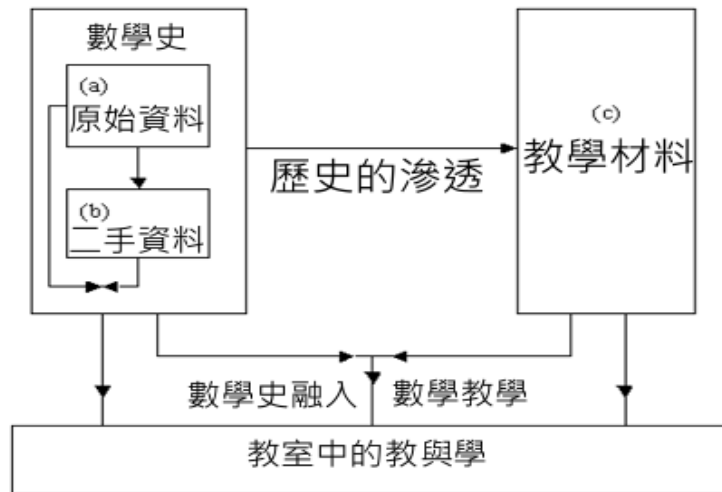 數學史
(a)
原始資料
(b)
二手資料
歷史的滲透
(c)
教學材料
數學史融入
數學教學
教室中的教與學